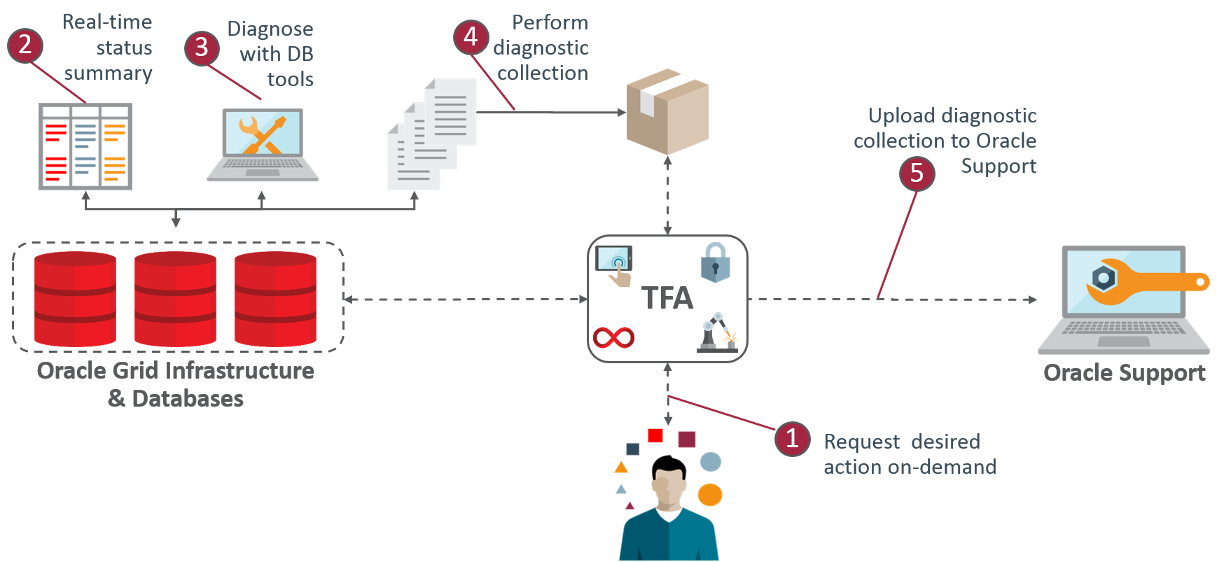 2
Real-time
status
summary
3
Diagnose
with DB
tools
4
Perform
diagnostic
collection
Upload diagnostic
collection to Oracle
Support
5
TFA
Oracle Grid Infrastructure
& Databases
Oracle Support
1
Request desired
action on-demand